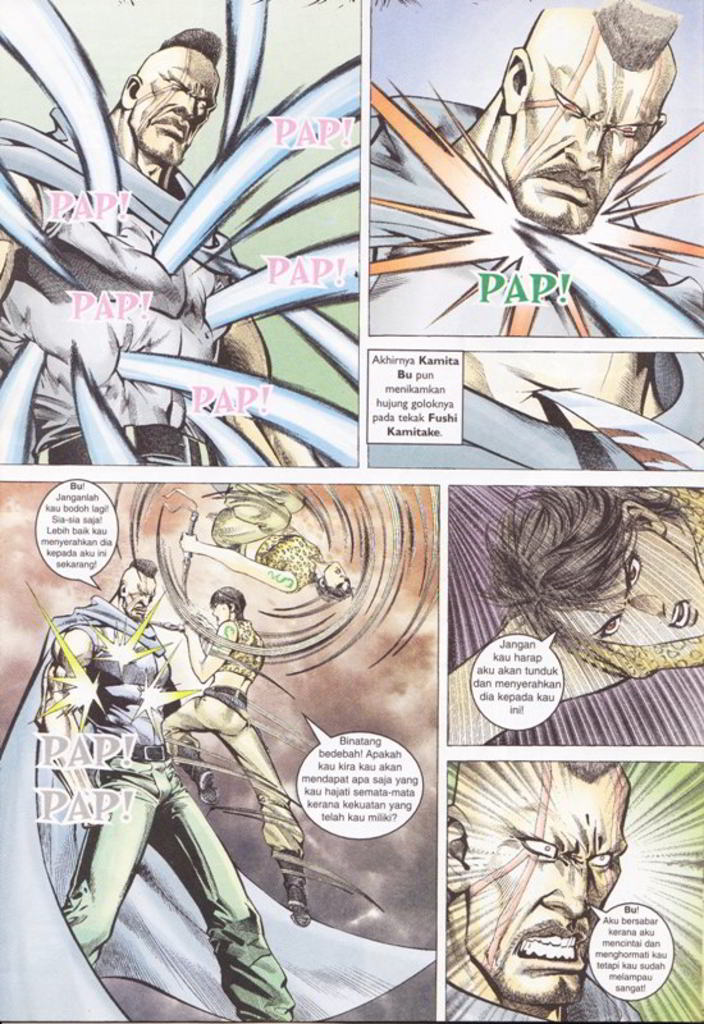 PAP!
PAP!
PAP!
PAP!
PAP!
PAP!
Akhirnya Kamita
Bu pun
menikamkan
hujung goloknya
pada tekak Fushi
Kamitake.
Bu!
Janganlah
kau bodoh lagi!
Sia-sia saja!
Lebih baik kau
menyerahkan dia
kepada aku ini
sekarang!
PAP!
PAP!
Binatang
bedebah! Apakah
kau kira kau akan
mendapat apa saja yang
kau hajati semata-mata
kerana kekuatan yang
telah kau miliki?
Jangan
kau harap
aku akan tunduk
dan menyerahkan
dia kepada kau
ini!
Bu!
Aku bersabar
kerana aku
mencintai dan
menghormati kau
tetapi kau sudah
melampau
sangat!